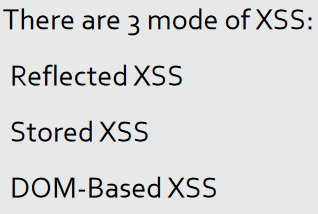 There are 3 mode of XSS:
Reflected XSS
Stored XSS
DOM-Based XSS